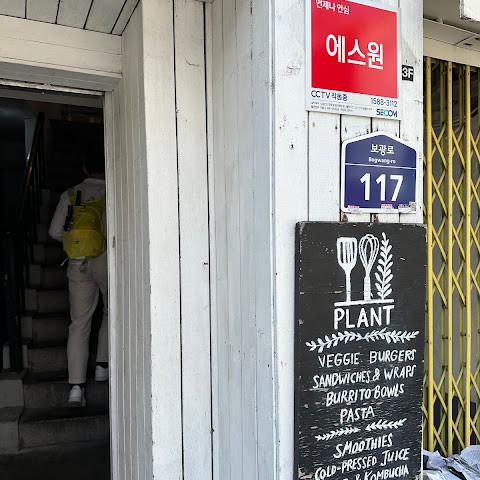 언제나 안심
에스원
3F
CCTV 작동중
1588-3112
SECOM
보광로
Bogwang-ro
117
PLANT
VEGGIE BURGERS
SANDWICHES & WRAPS
BURRITO BOWLS
PASTA
SMOOTHIES
COLD-PRESSED JUICE
& KOMBUCHA